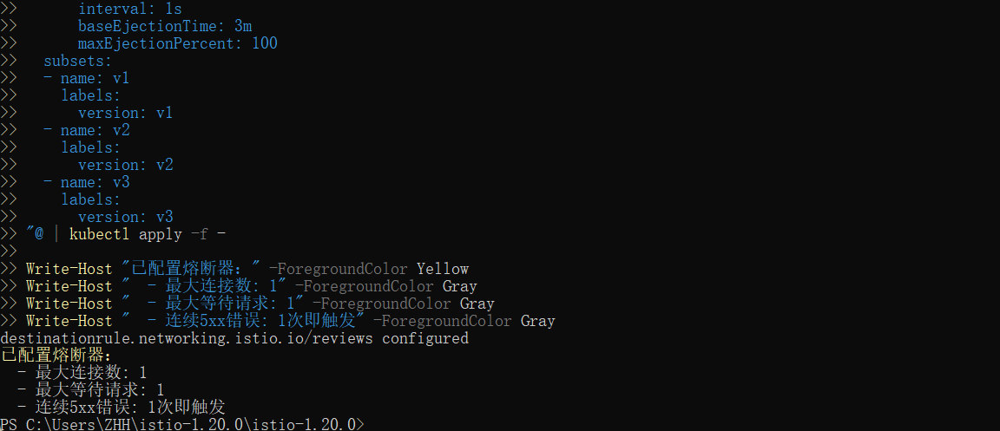 >>       interval: 1s
>>       baseEjectionTime: 3m
>>       maxEjectionPercent: 100
>>   subsets:
>>   - name: v1
>>     labels:
>>       version: v1
>>   - name: v2
>>     labels:
>>       version: v2
>>   - name: v3
>>     labels:
>>       version: v3
>> "@ | kubectl apply -f -
>>
>> Write-Host "已配置熔断器：" -ForegroundColor Yellow
>> Write-Host "  - 最大连接数: 1" -ForegroundColor Gray
>> Write-Host "  - 最大等待请求: 1" -ForegroundColor Gray
>> Write-Host "  - 连续5xx错误: 1次即触发" -ForegroundColor Gray
destinationrule.networking.istio.io/reviews configured
已配置熔断器：
  - 最大连接数: 1
  - 最大等待请求: 1
  - 连续5xx错误: 1次即触发
PS C:\Users\ZHH\istio-1.20.0\istio-1.20.0>